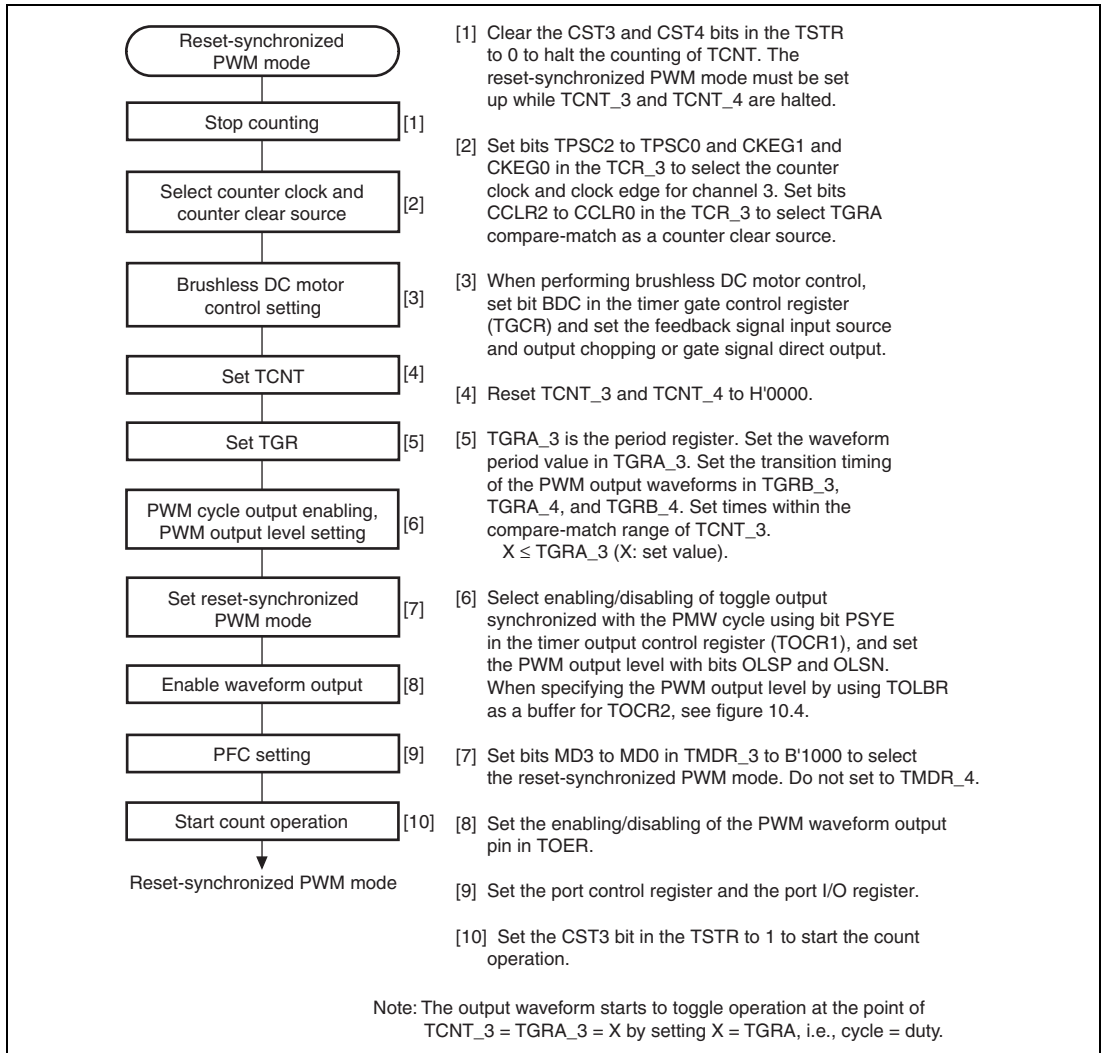 Reset-synchronized
PWM mode
Stop counting
[1]
Select counter clock and
counter clear source
[2]
Brushless DC motor
control setting
[3]
Set TCNT
[4]
Set TGR
[5]
PWM cycle output enabling,
PWM output level setting
[6]
Set reset-synchronized
PWM mode
[7]
Enable waveform output
[8]
PFC setting
[9]
Start count operation
[10]
Reset-synchronized PWM mode
[1] Clear the CST3 and CST4 bits in the TSTR
to 0 to halt the counting of TCNT. The
reset-synchronized PWM mode must be set
up while TCNT_3 and TCNT_4 are halted.
[2] Set bits TPSC2 to TPSC0 and CKEG1 and
CKEG0 in the TCR_3 to select the counter
clock and clock edge for channel 3. Set bits
CCLR2 to CCLR0 in the TCR_3 to select TGRA
compare-match as a counter clear source.
[3] When performing brushless DC motor control,
set bit BDC in the timer gate control register
(TGCR) and set the feedback signal input source
and output chopping or gate signal direct output.
[4] Reset TCNT_3 and TCNT_4 to H'0000.
[5] TGRA_3 is the period register. Set the waveform
period value in TGRA_3. Set the transition timing
of the PWM output waveforms in TGRB_3,
TGRA_4, and TGRB_4. Set times within the
compare-match range of TCNT_3.
X ≤ TGRA_3 (X: set value).
[6] Select enabling/disabling of toggle output
synchronized with the PMW cycle using bit PSYE
in the timer output control register (TOCR1), and set
the PWM output level with bits OLSP and OLSN.
When specifying the PWM output level by using TOLBR
as a buffer for TOCR2, see figure 10.4.
[7] Set bits MD3 to MD0 in TMDR_3 to B'1000 to select
the reset-synchronized PWM mode. Do not set to TMDR_4.
[8] Set the enabling/disabling of the PWM waveform output
pin in TOER.
[9] Set the port control register and the port I/O register.
[10] Set the CST3 bit in the TSTR to 1 to start the count
operation.
Note: The output waveform starts to toggle operation at the point of
TCNT_3 = TGRA_3 = X by setting X = TGRA, i.e., cycle = duty.